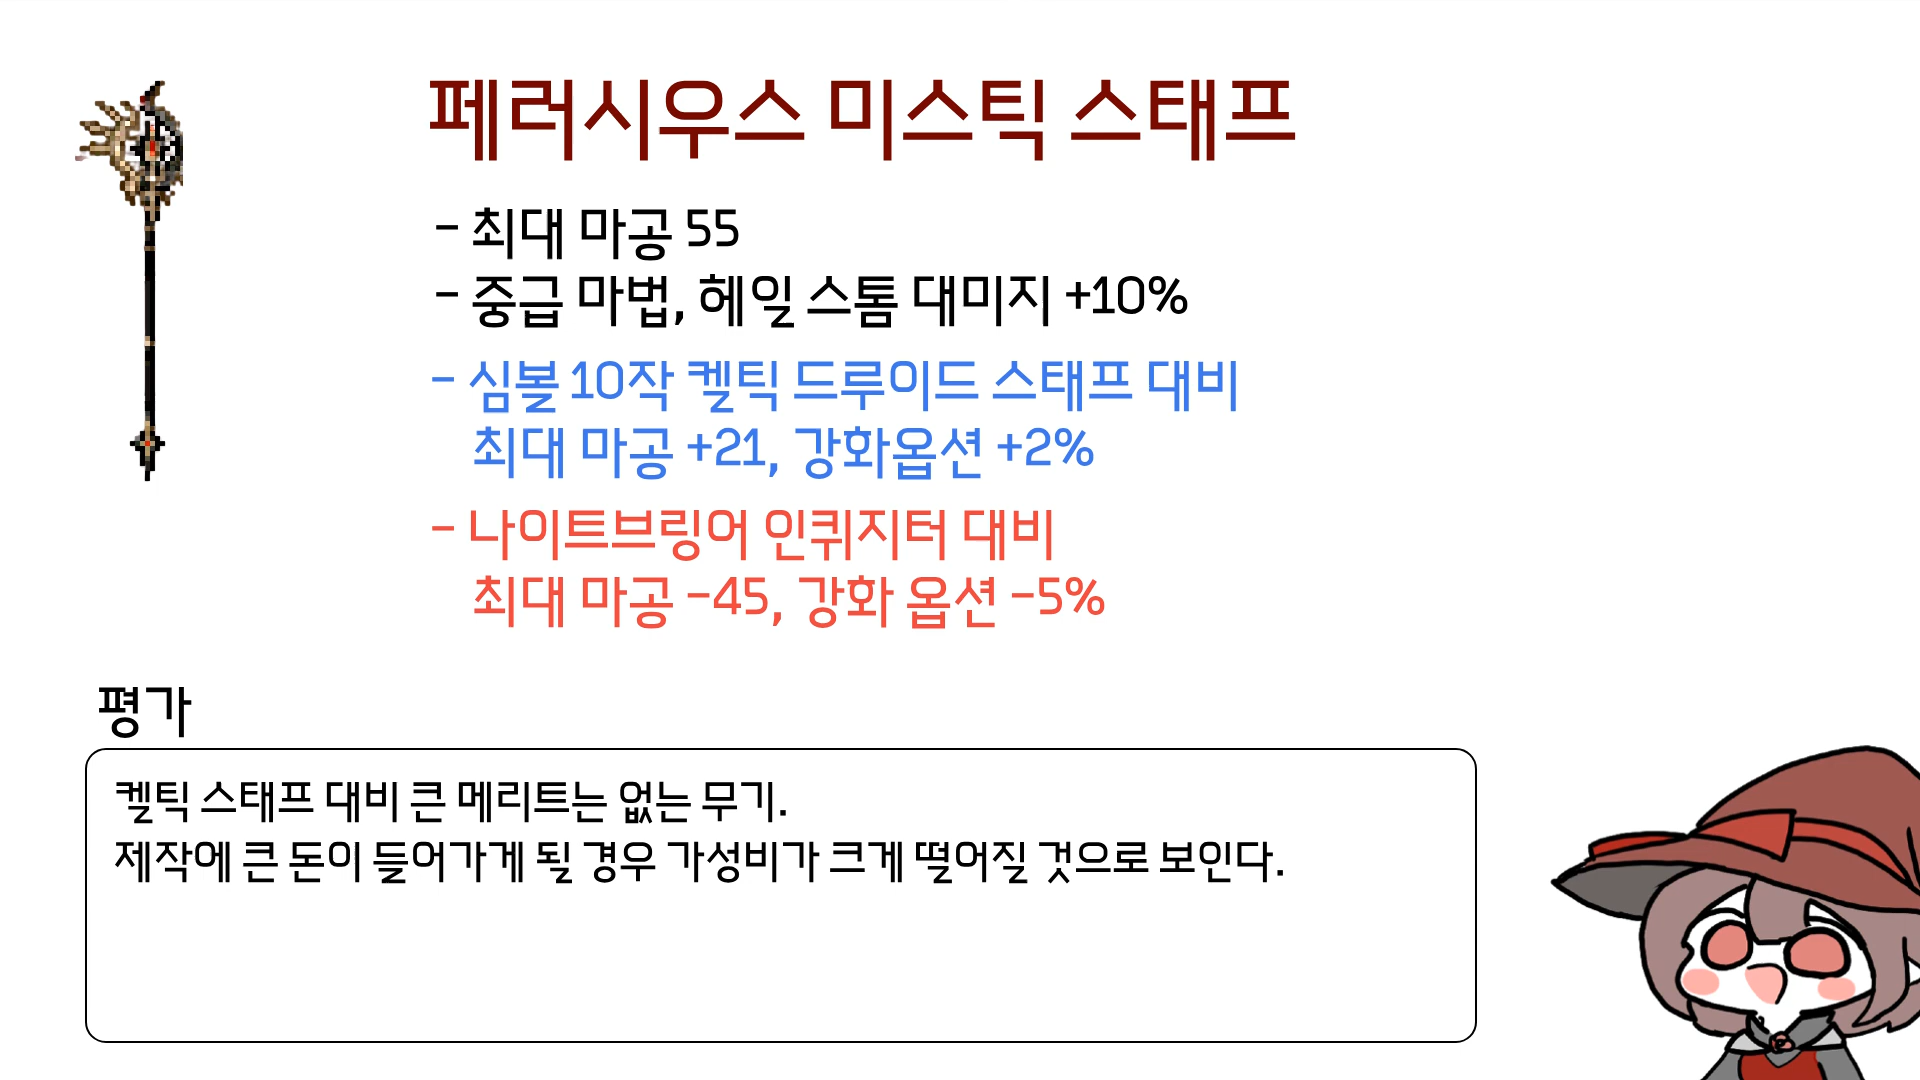 페러시우스 미스틱 스태프
- 최대 마공 55
- 중급 마법, 헤일 스톰 대미지 +10%
- 심볼 10작 켈틱 드루이드 스태프 대비
최대 마공 +21, 강화옵션 +2%
- 나이트브링어 인퀴지터 대비
최대 마공 -45, 강화 옵션 -5%
평가
켈틱 스태프 대비 큰 메리트는 없는 무기.
제작에 큰 돈이 들어가게 될 경우 가성비가 크게 떨어질 것으로 보인다.